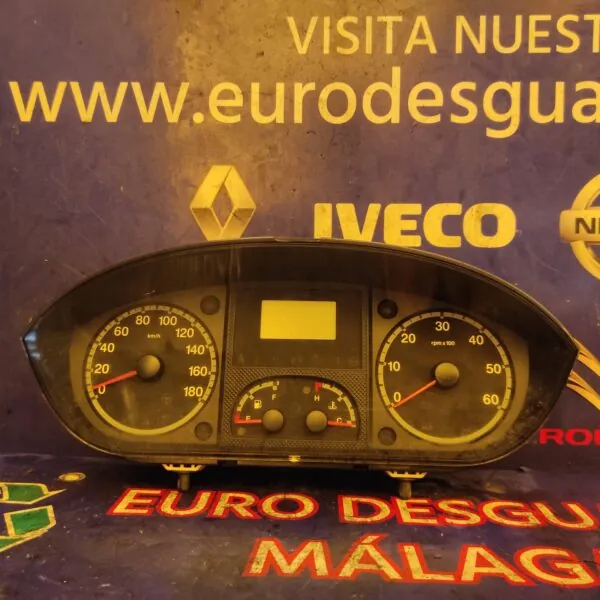 VISITA NUEST
www.eurodesgua
IVECO
80 100
60 km/h 120
40 140
20 160
0 180
F H
E C
30
20 40
rpm x 100
10 50
0 60
EURO DESGU
MÁLAG